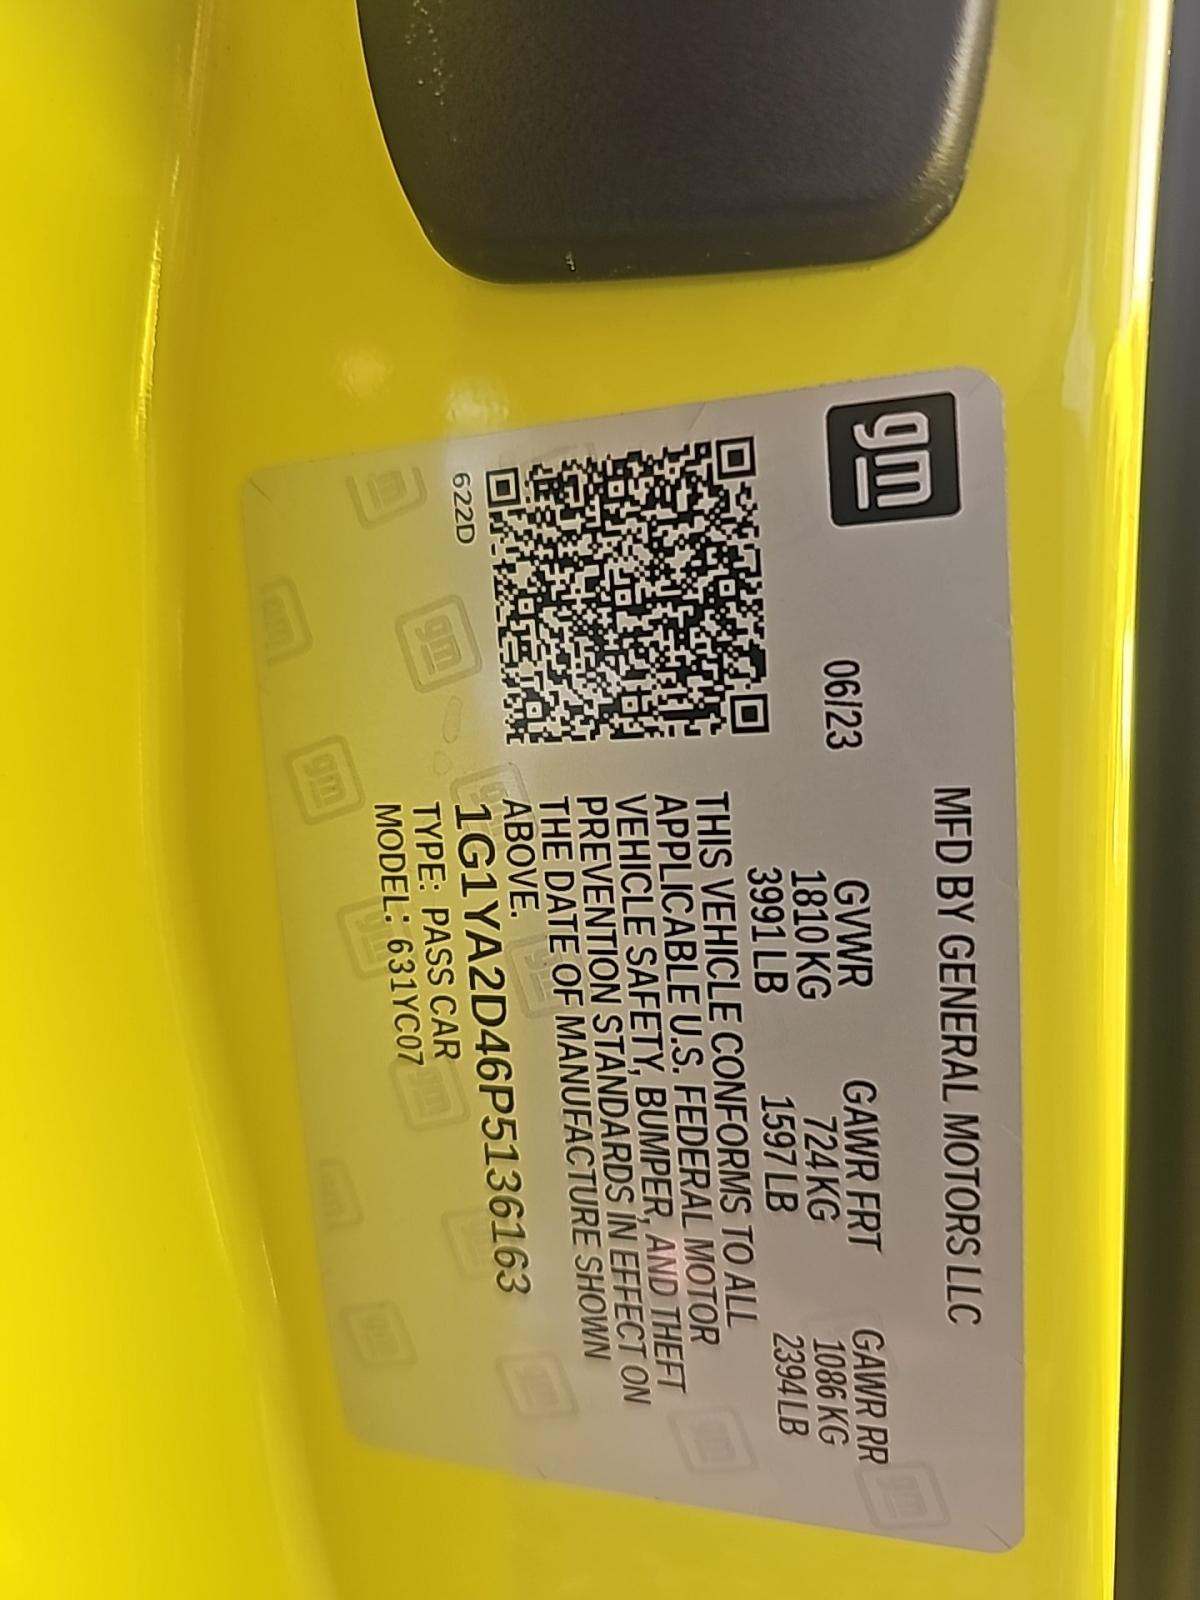 gm
MFD BY GENERAL MOTORS LLC
06/23
GVWR GAWR FRT GAWR RR
1810 KG 724 KG 1086 KG
3991 LB 1597 LB 2394 LB
THIS VEHICLE CONFORMS TO ALL
APPLICABLE U.S. FEDERAL MOTOR
VEHICLE SAFETY, BUMPER, AND THEFT
PREVENTION STANDARDS IN EFFECT ON
THE DATE OF MANUFACTURE SHOWN
ABOVE.
1G1YA2D46P5136163
TYPE: PASS CAR
MODEL: 631YC07
622D